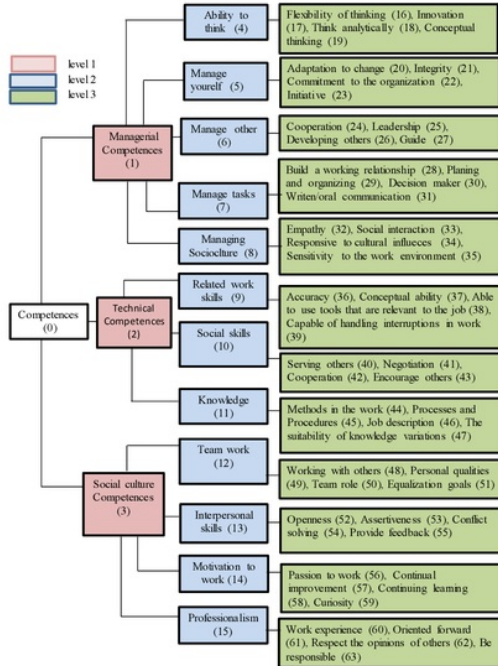 level 1
level 2
level 3
Competences
(0)
Managerial
Competences
(1)
Technical
Competences
(2)
Social culture
Competences
(3)
Ability to
think (4)
Manage
yourelf (5)
Manage other
(6)
Manage tasks
(7)
Managing
Socioclture (8)
Related work
skills (9)
Social skills
(10)
Knowledge
(11)
Team work
(12)
Interpersonal
skills (13)
Motivation to
work (14)
Professionalism
(15)
Flexibility of thinking (16), Innovation
(17), Think analytically (18), Conceptual
thinking (19)
Adaptation to change (20), Integrity (21),
Commitment to the organization (22),
Initiative (23)
Cooperation (24), Leadership (25),
Developing others (26), Guide (27)
Build a working relationship (28), Planing
and organizing (29), Decision maker (30),
Writen/oral communication (31)
Empathy (32), Social interaction (33),
Responsive to cultural influeces (34),
Sensitivity to the work environment (35)
Accuracy (36), Conceptual ability (37), Able
to use tools that are relevant to the job (38),
Capable of handling interruptions in work
(39)
Serving others (40), Negotiation (41),
Cooperation (42), Encourage others (43)
Methods in the work (44), Processes and
Procedures (45), Job description (46), The
suitability of knowledge variations (47)
Working with others (48), Personal qualities
(49), Team role (50), Equalization goals (51)
Openness (52), Assertiveness (53), Conflict
solving (54), Provide feedback (55)
Passion to work (56), Continual
improvement (57), Continuing learning
(58), Curiosity (59)
Work experience (60), Oriented forward
(61), Respect the opinions of others (62), Be
responsible (63)